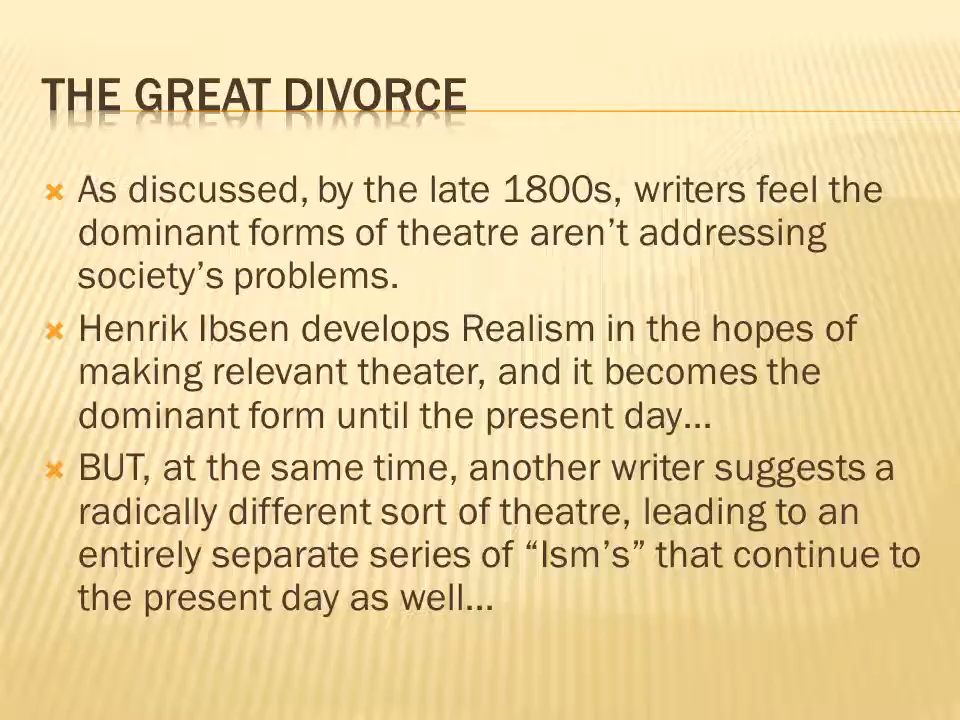 THE GREAT DIVORCE
As discussed, by the late 1800s, writers feel the
dominant forms of theatre aren’t addressing
society’s problems.
Henrik Ibsen develops Realism in the hopes of
making relevant theater, and it becomes the
dominant form until the present day…
BUT, at the same time, another writer suggests a
radically different sort of theatre, leading to an
entirely separate series of “Ism’s” that continue to
the present day as well…